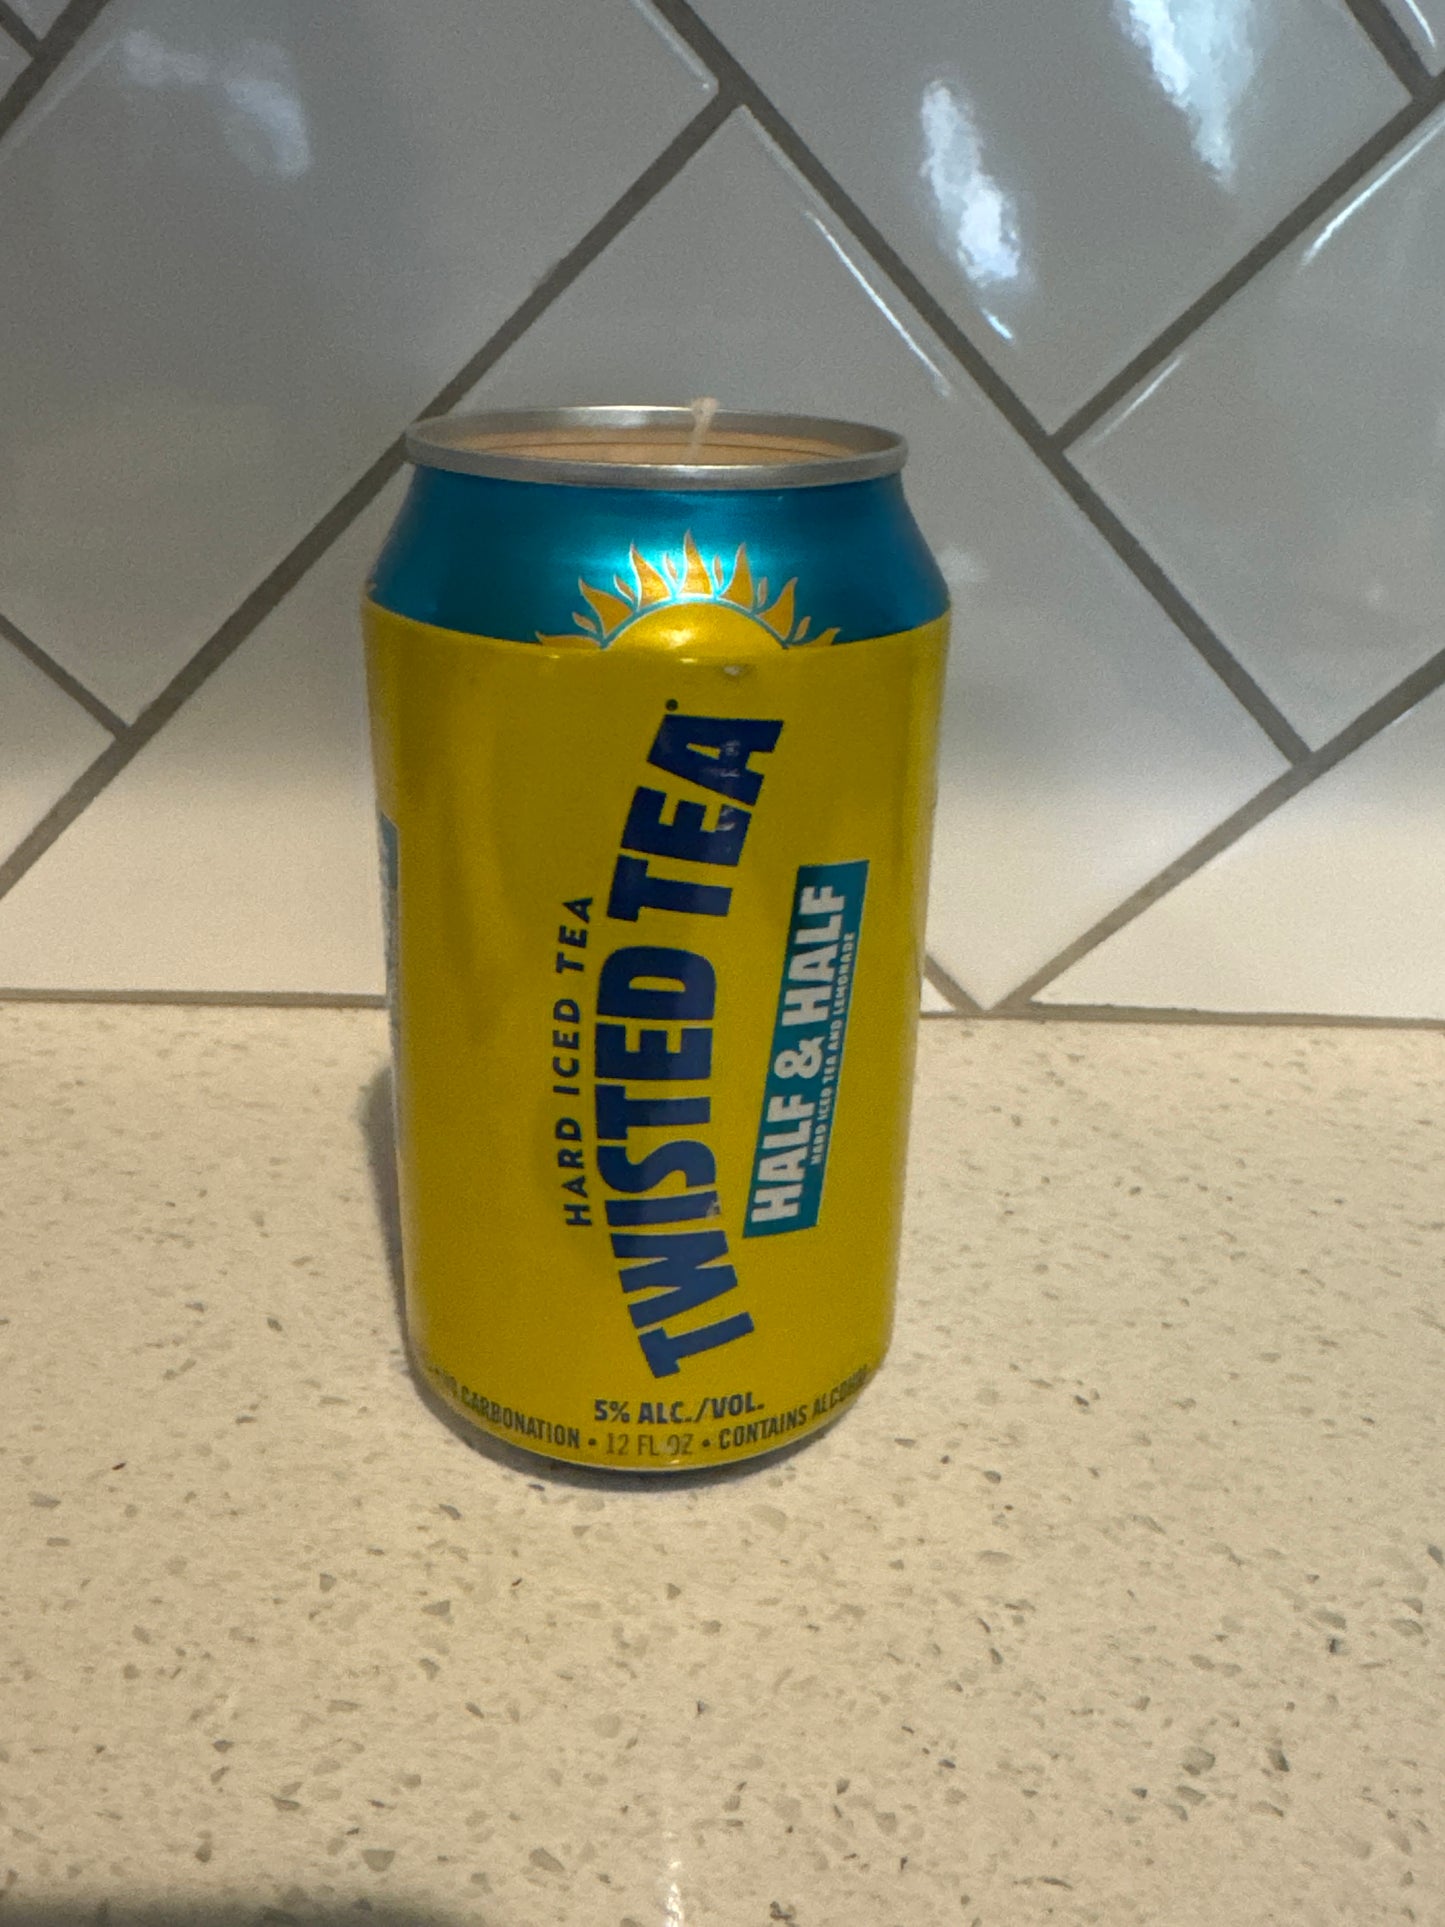 HARD ICED TEA
TWISTED TEA
HALF & HALF
HARD ICED TEA AND LEMONADE
5% ALC./VOL.
CARBONATION • 12 FL OZ • CONTAINS ALCOHOL